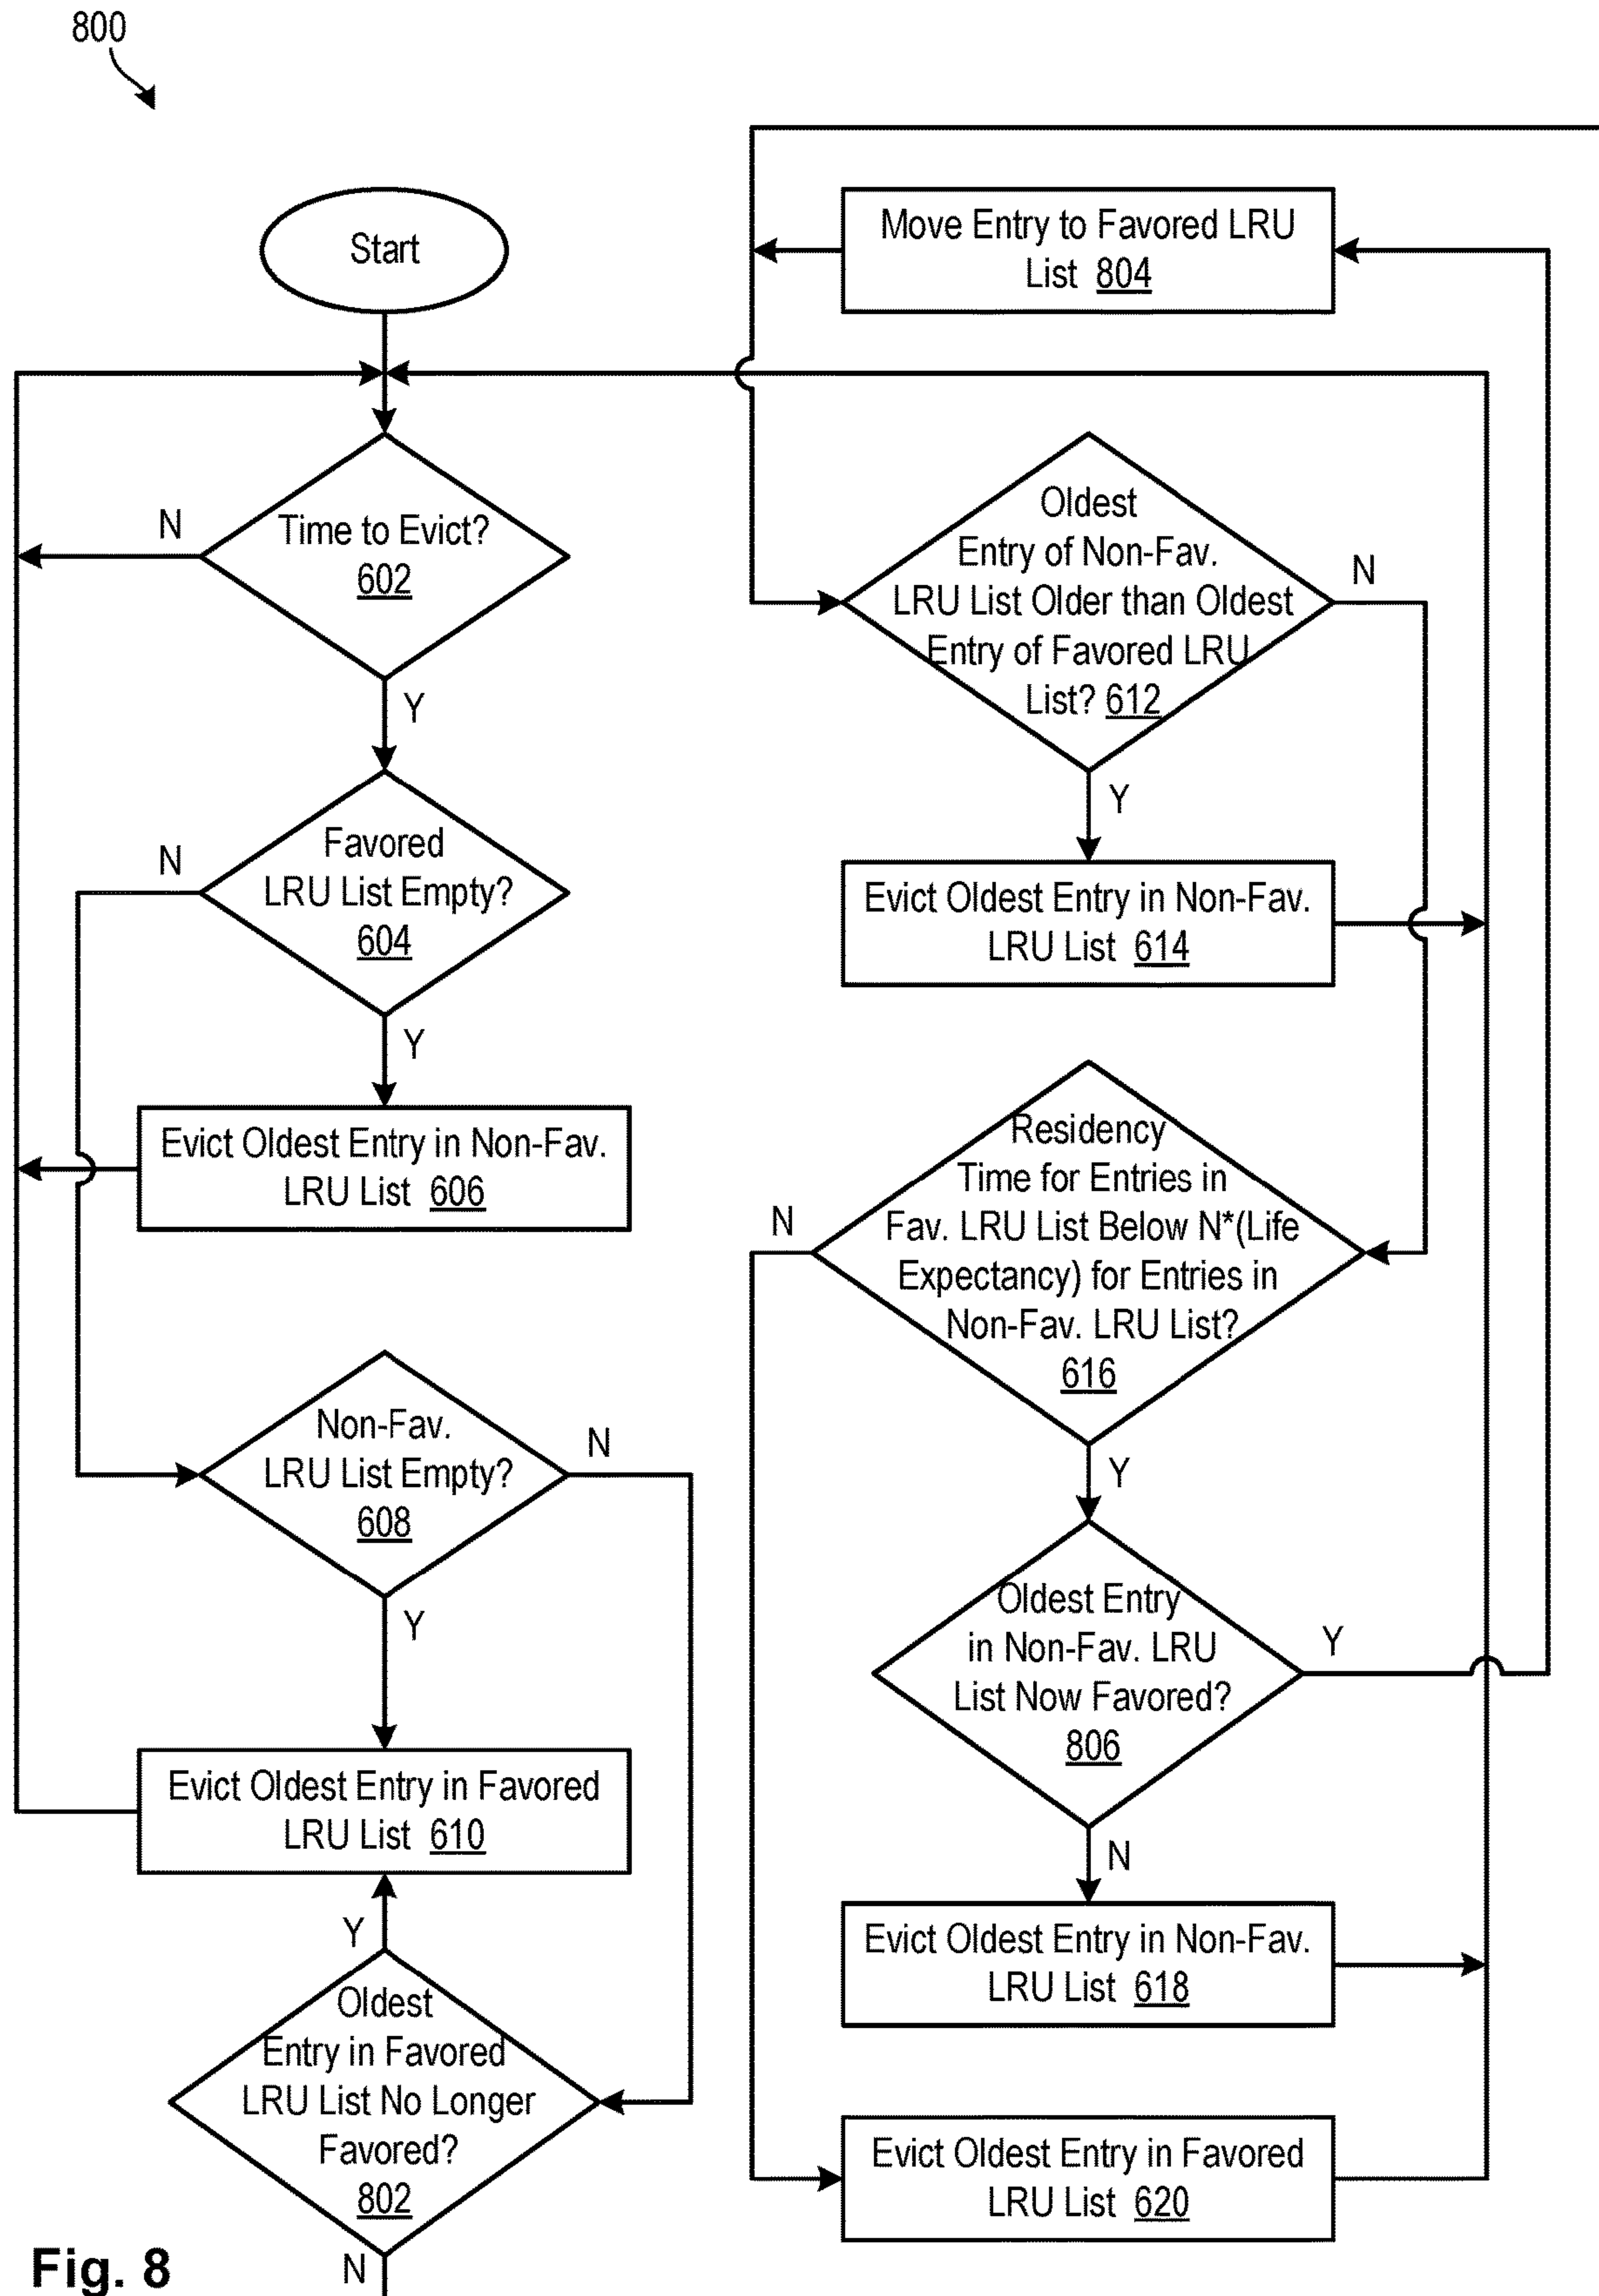 800
Start
Time to Evict?
602
N
Y
Favored
LRU List Empty?
604
N
Y
Evict Oldest Entry in Non-Fav.
LRU List 606
Non-Fav.
LRU List Empty?
608
N
Y
Evict Oldest Entry in Favored
LRU List 610
Y
Oldest
Entry in Favored
LRU List No Longer
Favored?
802
N
Move Entry to Favored LRU
List 804
Oldest
Entry of Non-Fav.
LRU List Older than Oldest
Entry of Favored LRU
List? 612
N
Y
Evict Oldest Entry in Non-Fav.
LRU List 614
Residency
Time for Entries in
Fav. LRU List Below N*(Life
Expectancy) for Entries in
Non-Fav. LRU List?
616
N
Y
Oldest Entry
in Non-Fav. LRU
List Now Favored?
806
Y
N
Evict Oldest Entry in Non-Fav.
LRU List 618
Evict Oldest Entry in Favored
LRU List 620
Fig. 8